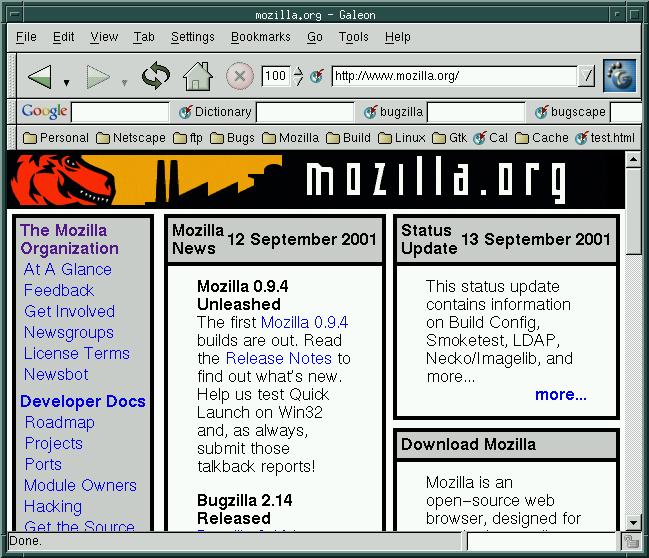 mozilla.org - Galeon
File Edit View Tab Settings Bookmarks Go Tools Help
100 http://www.mozilla.org/
Google Dictionary bugzilla bugscape
Personal Netscape ftp Bugs Mozilla Build Linux Gtk Cal Cache test.html
mozilla.org
The Mozilla
Organization
At A Glance
Feedback
Get Involved
Newsgroups
License Terms
Newsbot
Developer Docs
Roadmap
Projects
Ports
Module Owners
Hacking
Get the Source
Mozilla
News
12 September 2001
Mozilla 0.9.4
Unleashed
The first Mozilla 0.9.4
builds are out. Read
the Release Notes to
find out what's new.
Help us test Quick
Launch on Win32
and, as always,
submit those
talkback reports!
Bugzilla 2.14
Released
Status
Update
13 September 2001
This status update
contains information
on Build Config,
Smoketest, LDAP,
Necko/Imagelib, and
more...
more...
Download Mozilla
Mozilla is an
open-source web
browser, designed for
Done.